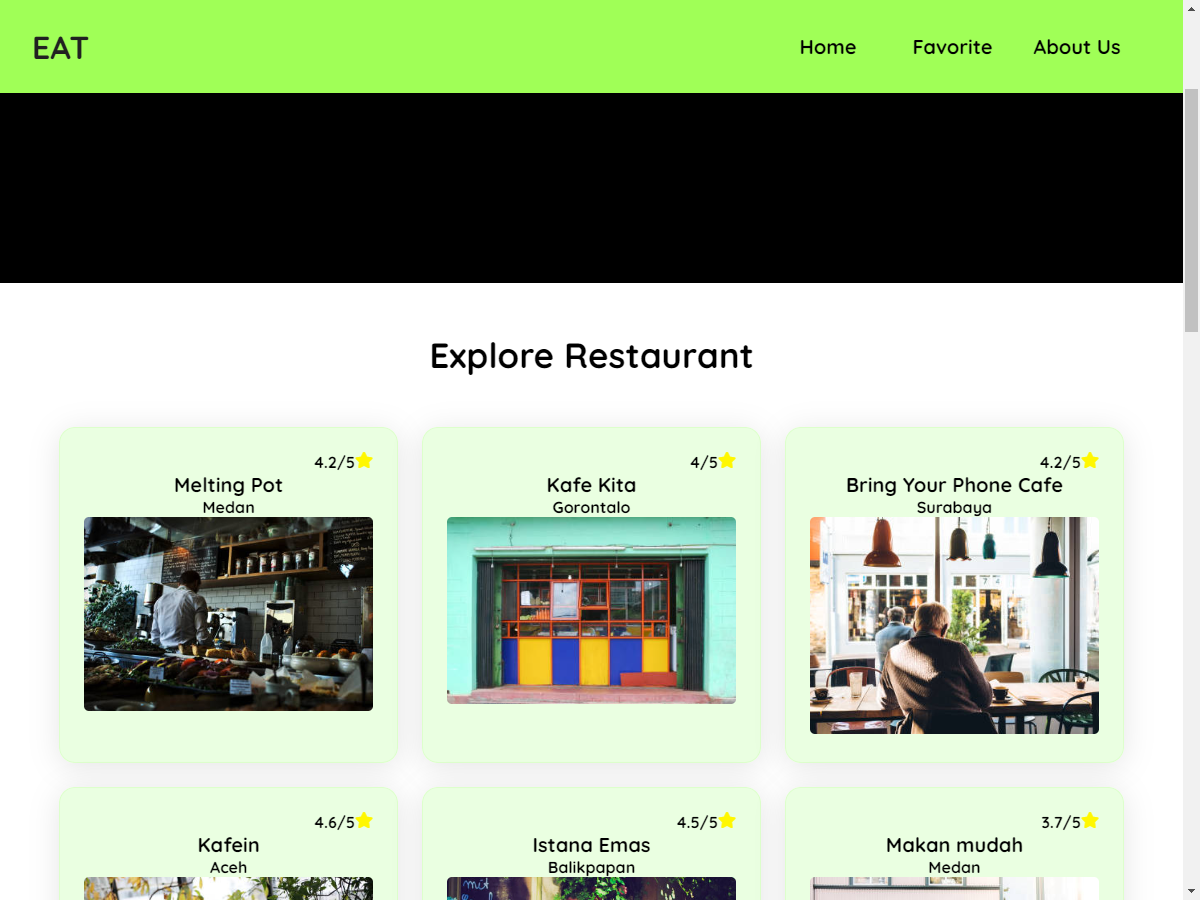 EAT
Home Favorite About Us
Explore Restaurant
4.2/5
Melting Pot
Medan
4/5
Kafe Kita
Gorontalo
4.2/5
Bring Your Phone Cafe
Surabaya
4.6/5
Kafein
Aceh
4.5/5
Istana Emas
Balikpapan
3.7/5
Makan mudah
Medan